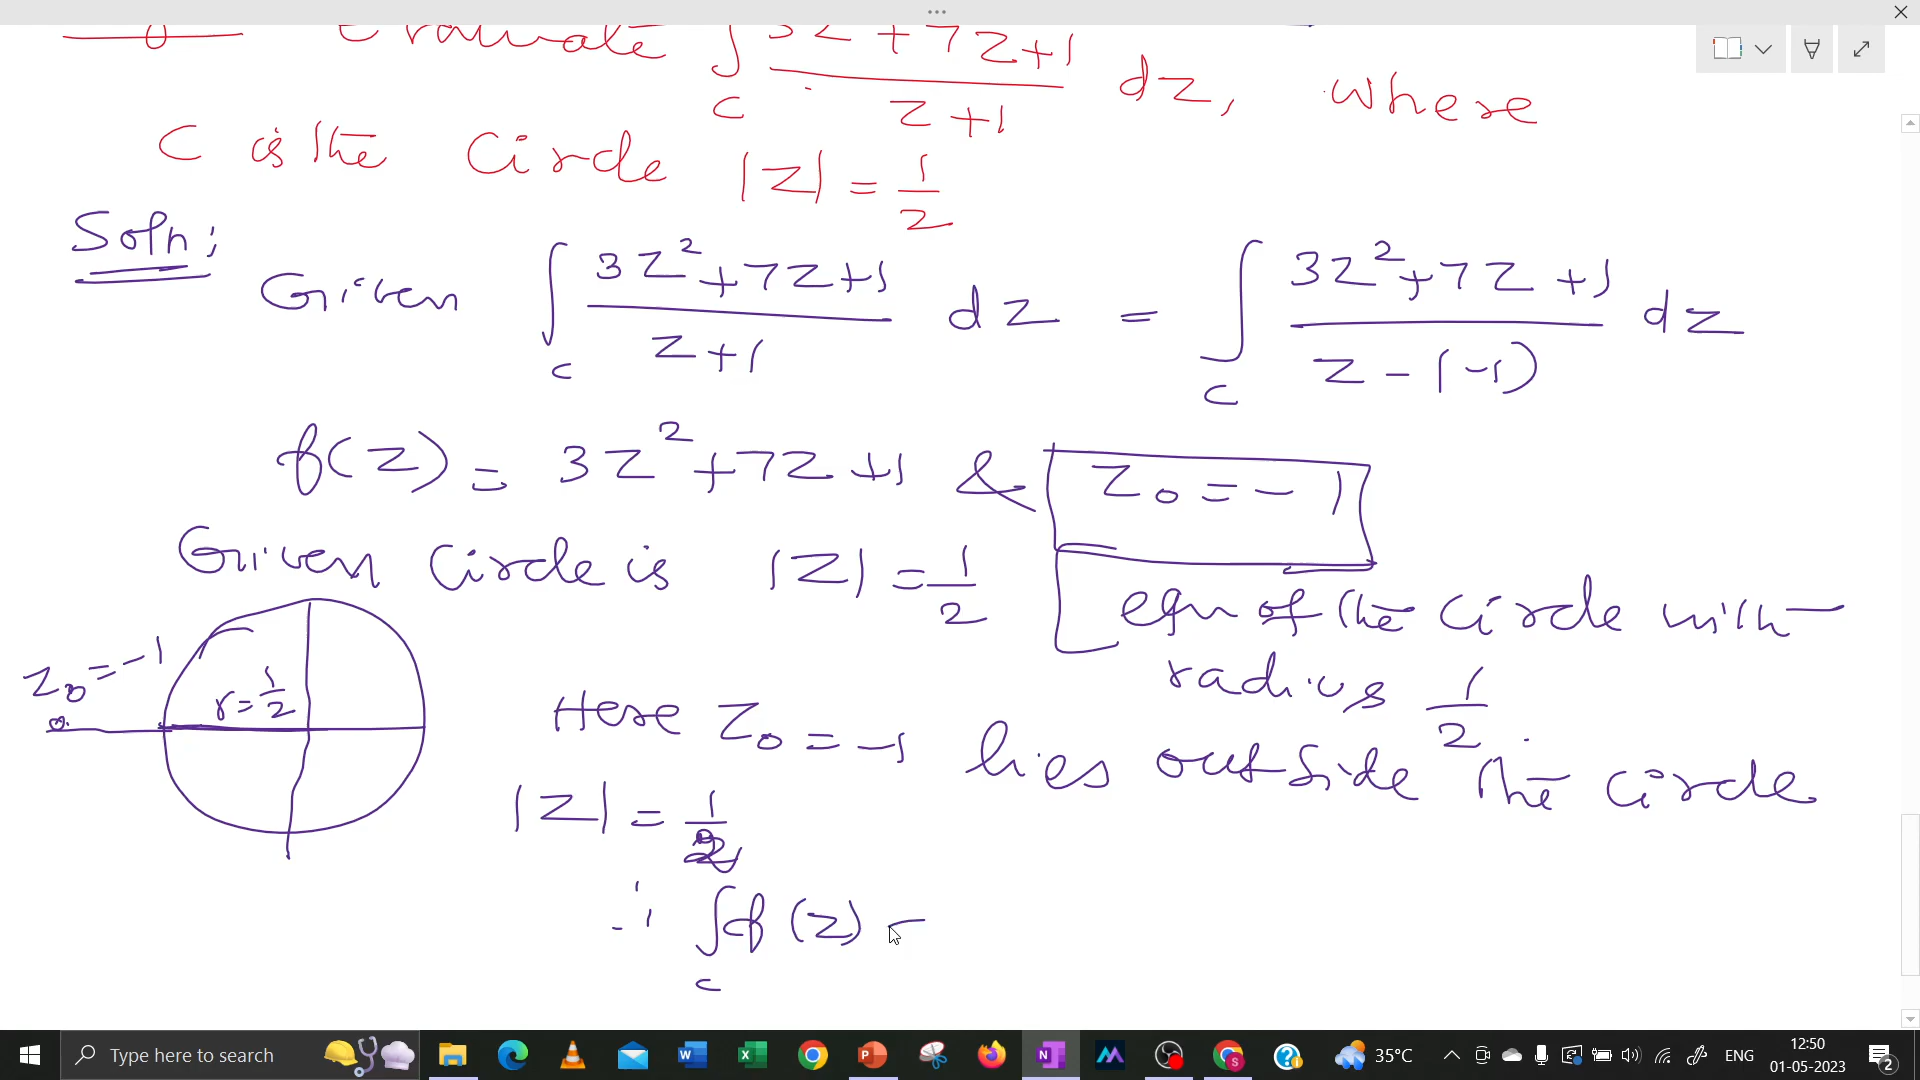 Evaluate ∫_C (3z²+7z+1)/(z+1) dz, where
C is the circle |z| = 1/2
Soln:
Given ∫_C (3z²+7z+1)/(z+1) dz = ∫_C (3z²+7z+1)/(z-(-1)) dz
f(z) = 3z²+7z+1 & z₀ = -1
Given circle is |z| = 1/2
eqn of the circle with
radius 1/2
z₀ = -1
r = 1/2
Here z₀ = -1 lies outside the circle
|z| = 1/2
∴ ∫_C f(z)
Type here to search
35°C
ENG
12:50
01-05-2023
2